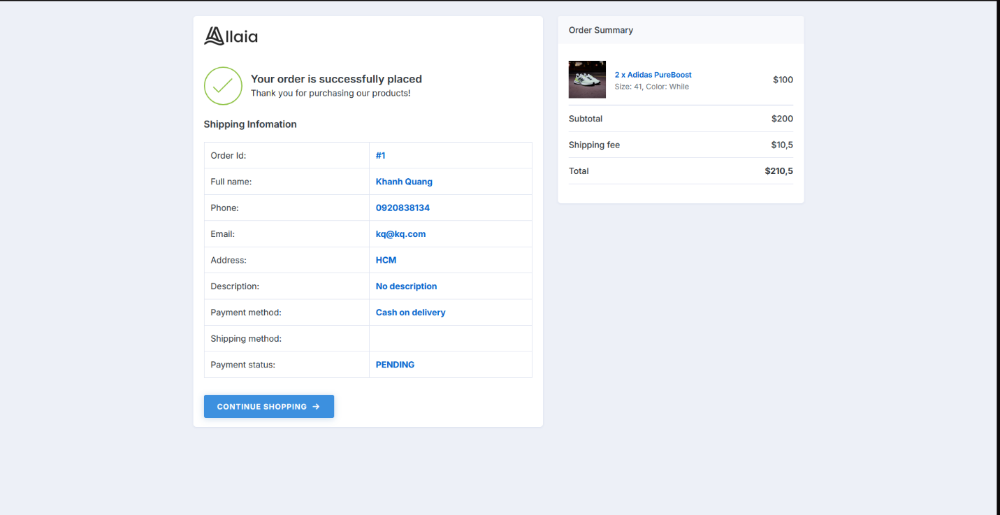 Allaia
Your order is successfully placed
Thank you for purchasing our products!
Shipping Infomation
Order Id: #1
Full name: Khanh Quang
Phone: 0920838134
Email: kq@kq.com
Address: HCM
Description: No description
Payment method: Cash on delivery
Shipping method:
Payment status: PENDING
CONTINUE SHOPPING →
Order Summary
2 x Adidas PureBoost $100
Size: 41, Color: While
Subtotal $200
Shipping fee $10,5
Total $210,5